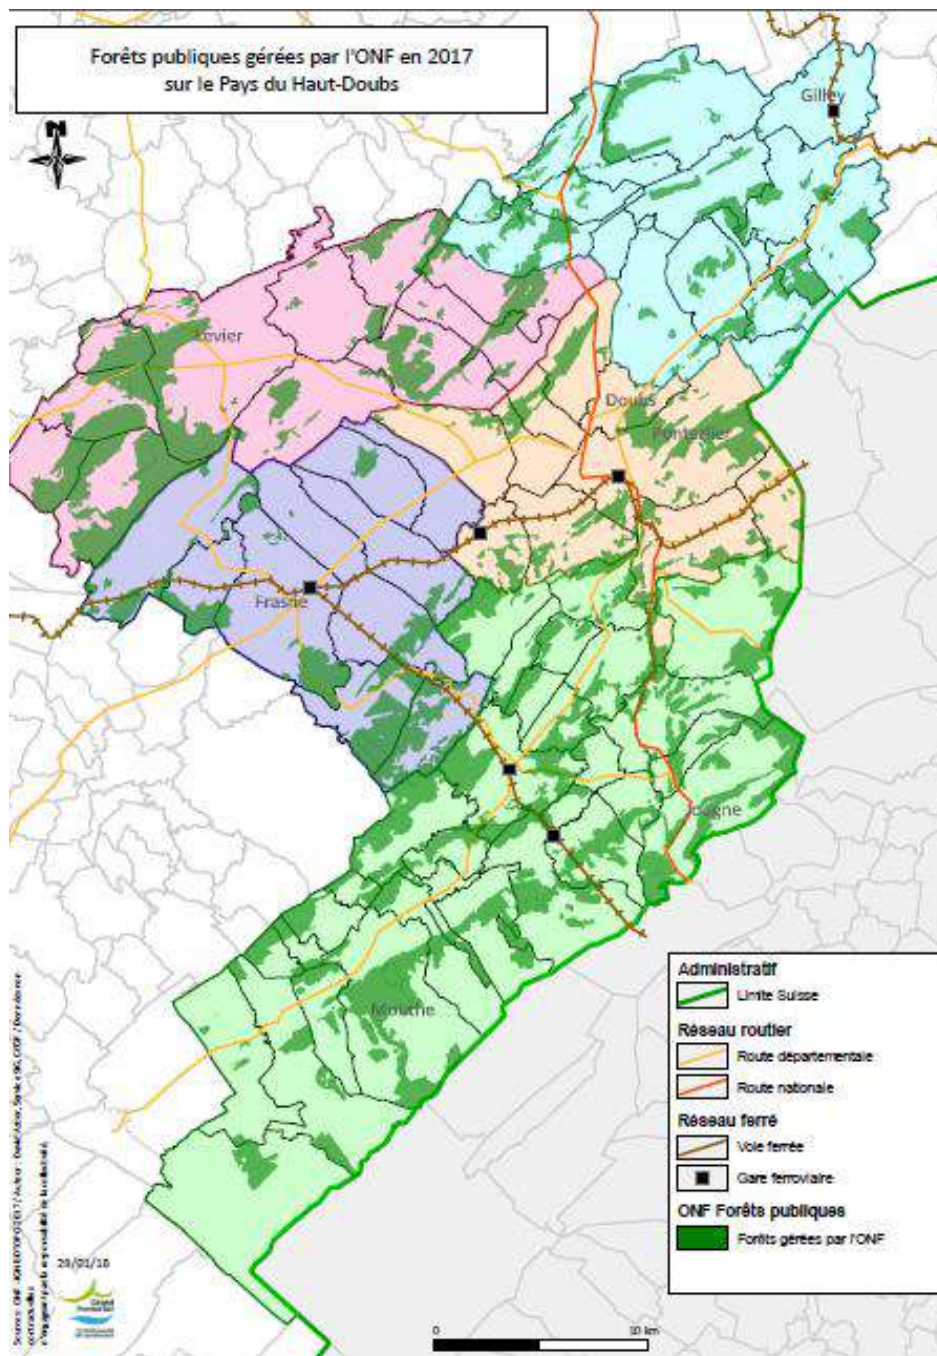 Forêts publiques gérées par l'ONF en 2017
sur le Pays du Haut-Doubs
N
Gilley
Levier
Doubs
Pontarlier
Frasne
Jougne
Mouthe
Administratif
Limite Suisse
Réseau routier
Route départementale
Route nationale
Réseau ferré
Voie ferrée
Gare ferroviaire
ONF Forêts publiques
Forêts gérées par l'ONF
29/01/18
0 10 km